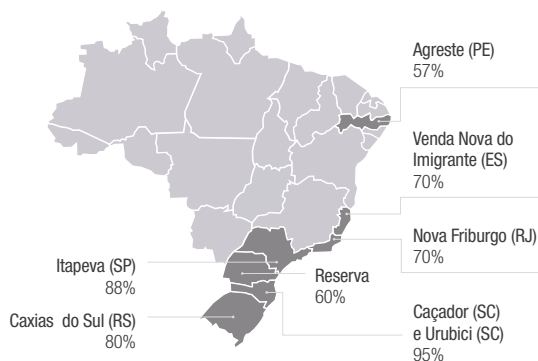 Agreste (PE)
57%
Venda Nova do
Imigrante (ES)
70%
Nova Friburgo (RJ)
70%
Itapeva (SP)
88%
Reserva
60%
Caxias do Sul (RS)
80%
Caçador (SC)
e Urubici (SC)
95%